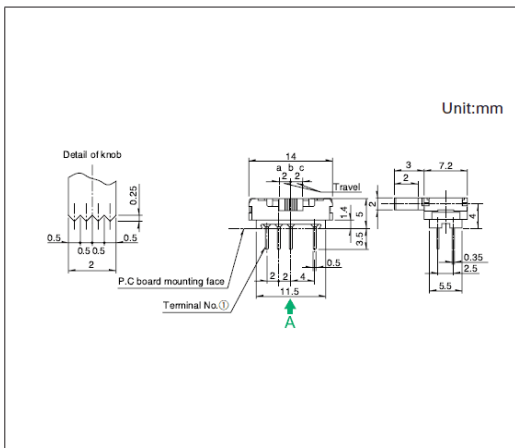 Unit:mm
Detail of knob
0.25
0.5
0.5 0.5
0.5
2
14
a b c
2 2
Travel
1.4
5
3.5
P.C board mounting face
2 2 4
0.5
Terminal No.①
11.5
A
3
7.2
2
2
4
0.35
2.5
5.5